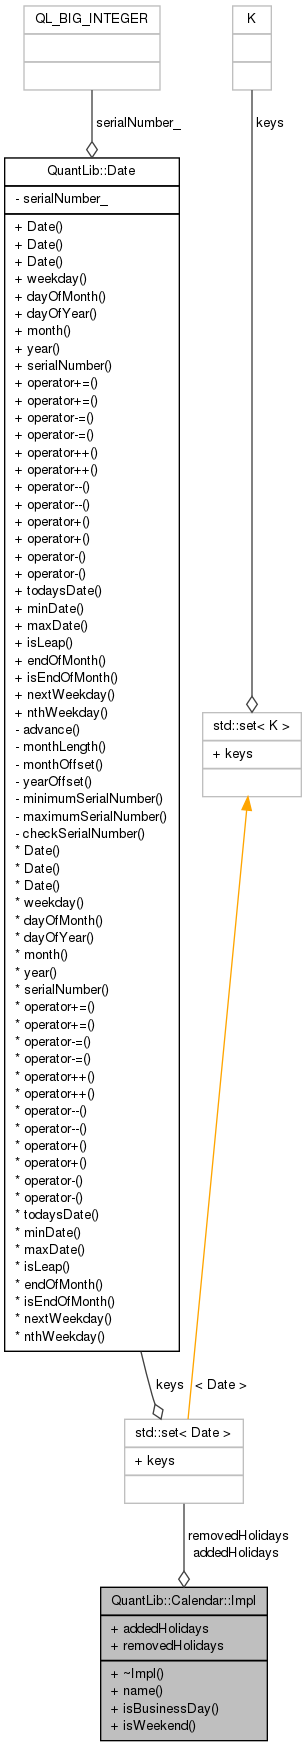 QL_BIG_INTEGER
K
serialNumber_
keys
QuantLib::Date
- serialNumber_
+ Date()
+ Date()
+ Date()
+ weekday()
+ dayOfMonth()
+ dayOfYear()
+ month()
+ year()
+ serialNumber()
+ operator+=()
+ operator+=()
+ operator-=()
+ operator-=()
+ operator++()
+ operator++()
+ operator--()
+ operator--()
+ operator+()
+ operator+()
+ operator-()
+ operator-()
+ todaysDate()
+ minDate()
+ maxDate()
+ isLeap()
+ endOfMonth()
+ isEndOfMonth()
+ nextWeekday()
+ nthWeekday()
- advance()
- monthLength()
- monthOffset()
- yearOffset()
- minimumSerialNumber()
- maximumSerialNumber()
- checkSerialNumber()
* Date()
* Date()
* Date()
* weekday()
* dayOfMonth()
* dayOfYear()
* month()
* year()
* serialNumber()
* operator+=()
* operator+=()
* operator-=()
* operator-=()
* operator++()
* operator++()
* operator--()
* operator--()
* operator+()
* operator+()
* operator-()
* operator-()
* todaysDate()
* minDate()
* maxDate()
* isLeap()
* endOfMonth()
* isEndOfMonth()
* nextWeekday()
* nthWeekday()
std::set< K >
+ keys
keys
< Date >
std::set< Date >
+ keys
removedHolidays
addedHolidays
QuantLib::Calendar::Impl
+ addedHolidays
+ removedHolidays
+ ~Impl()
+ name()
+ isBusinessDay()
+ isWeekend()